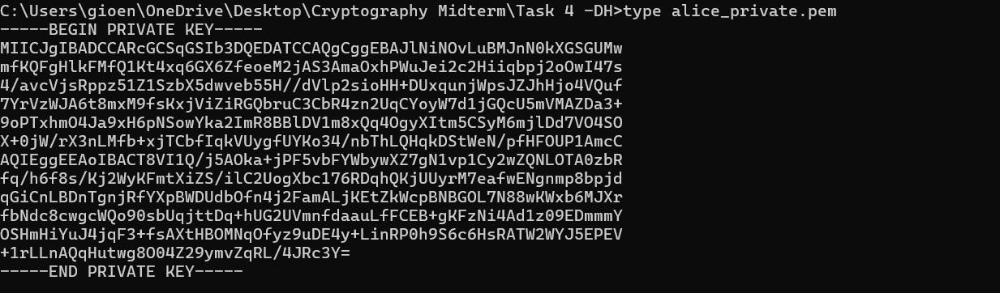 C:\Users\gioen\OneDrive\Desktop\Cryptography Midterm\Task 4 -DH>type alice_private.pem
-----BEGIN PRIVATE KEY-----
MIICJgIBADCCARcGCSqGSIb3DQEDATCCAQgCggEBAJlNiNOvLuBMJnN0kXGSGUMw
mfKQFgHlkFMfQ1Kt4xq6GX6ZfeoeM2jAS3AmaOxhPWuJei2c2Hiiqbpj2oOwI47s
4/avcVjsRppz51Z1SzbX5dwveb55H//dVlp2sioHH+DUxqunjWpsJZJhHjo4VQuf
7YrVzWJA6t8mxM9fsKxjViZiRGQbruC3CbR4zn2UqCYoyW7d1jGQcU5mVMAZDa3+
9oPTxhmO4Ja9xH6pNSowYka2ImR8BBlDV1m8xQq4OgyXItm5CSyM6mjlDd7VO4SO
X+0jW/rX3nLMfb+xjTCbfIqkVUygfUYKo34/nbThLQHqkDStWeN/pfHFOUP1AmcC
AQIEggEEAoIBACT8VI1Q/j5AOka+jPF5vbFYWbywXZ7gN1vp1Cy2wZQNLOTA0zbR
fq/h6f8s/Kj2WyKFmtXiZS/ilC2UogXbc176RDqhQKjUUyrM7eafwENgnmp8bpjd
qGiCnLBDnTgnjRfYXpBWDUdbOfn4j2FamALjKEtZkWcpBNBGOL7N88wKWxb6MJXr
fbNdc8cwgcWQo90sbUqjttDq+hUG2UVmnfdaauLfFCEB+gKFzNi4Ad1z09EDmmmY
OSHmHiYuJ4jqF3+fsAXtHBOMNqOfyz9uDE4y+LinRP0h9S6c6HsRATW2WYJ5EPEV
+1rLLnAQqHutwg8O04Z29ymvZqRL/4JRc3Y=
-----END PRIVATE KEY-----